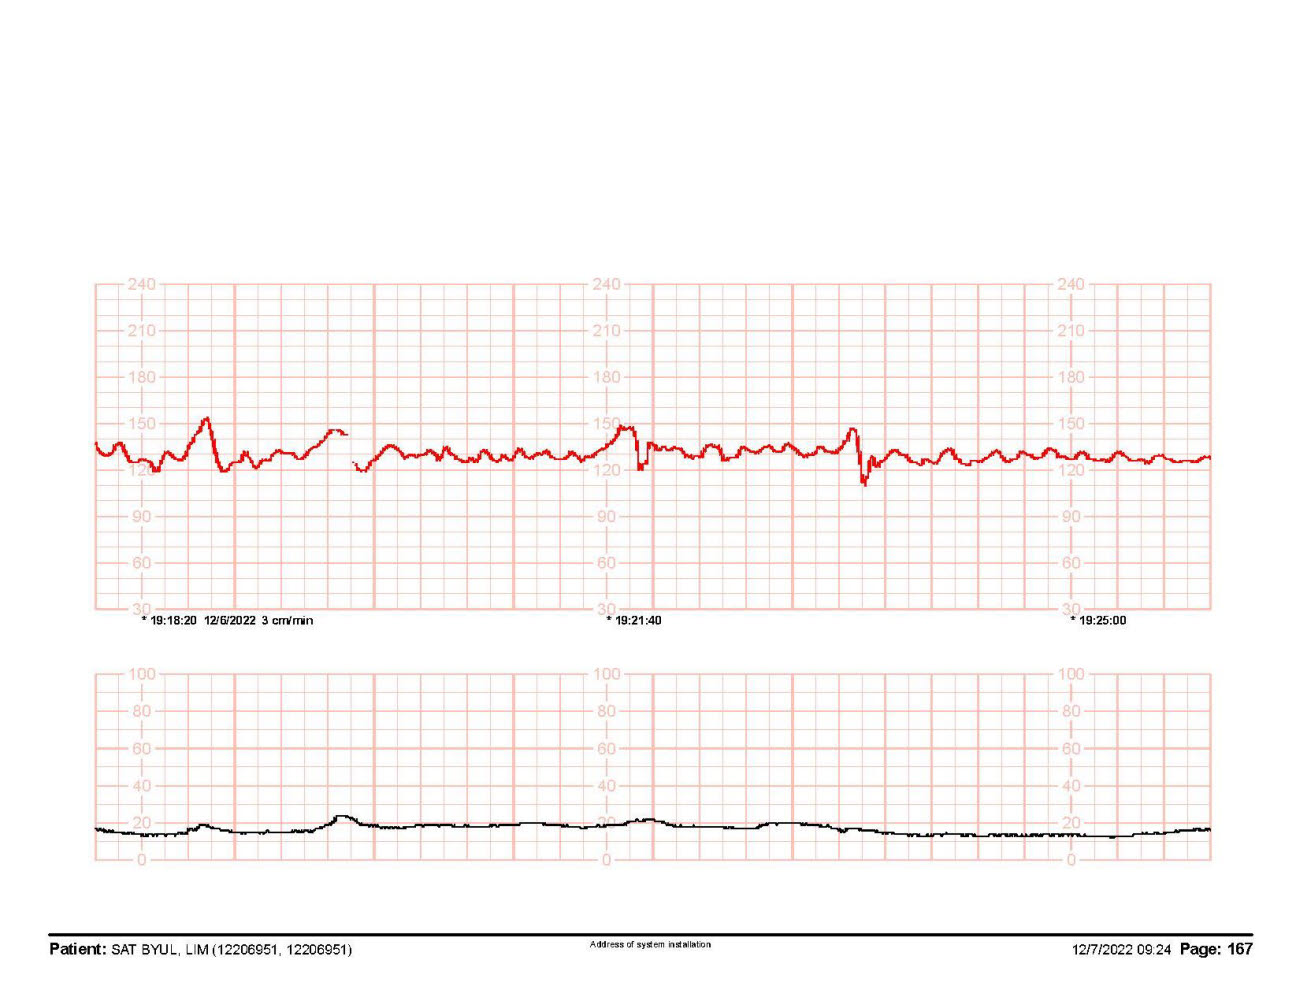 240 240 240
210 210 210
180 180 180
150 150 150
120 120 120
90 90 90
60 60 60
30 30 30
* 19:18:20 12/6/2022 3 cm/min * 19:21:40 * 19:25:00
100 100 100
80 80 80
60 60 60
40 40 40
20 20 20
0 0 0
Patient: SAT BYUL, LIM (12206951, 12206951) Address of system installation 12/7/2022 09:24 Page: 167